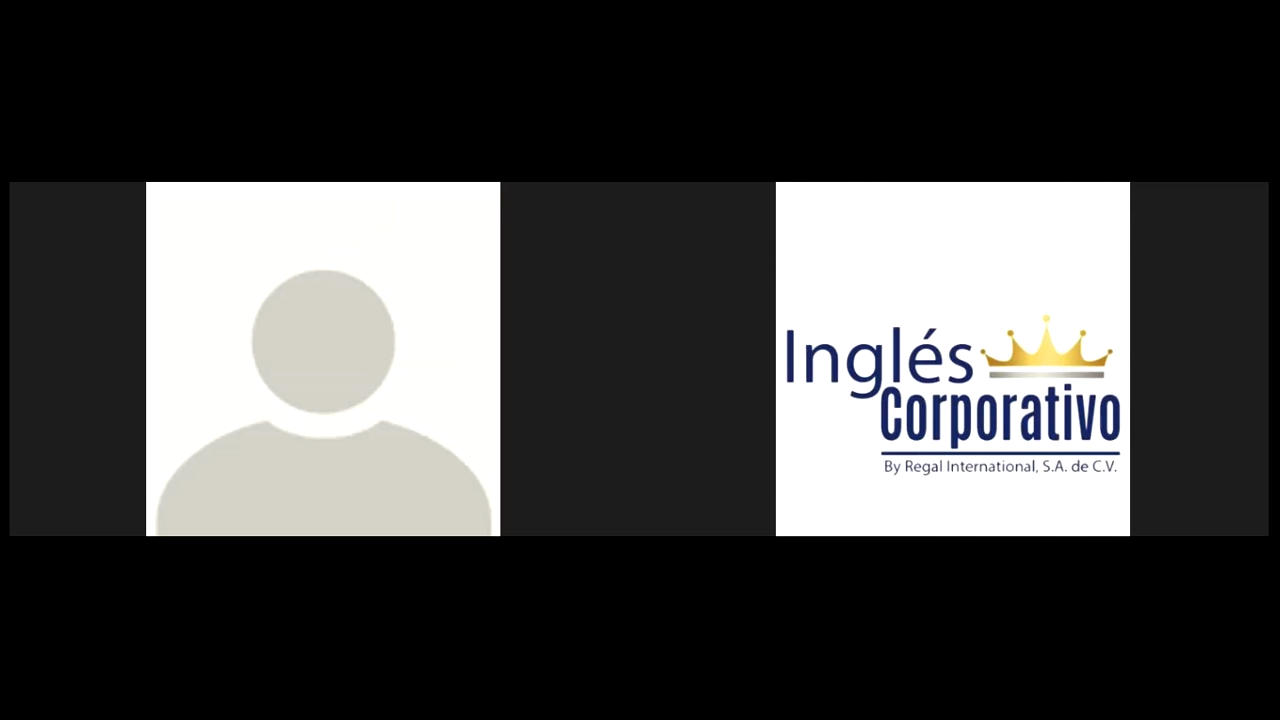 Inglés
Corporativo
By Regal International, S.A. de C.V.